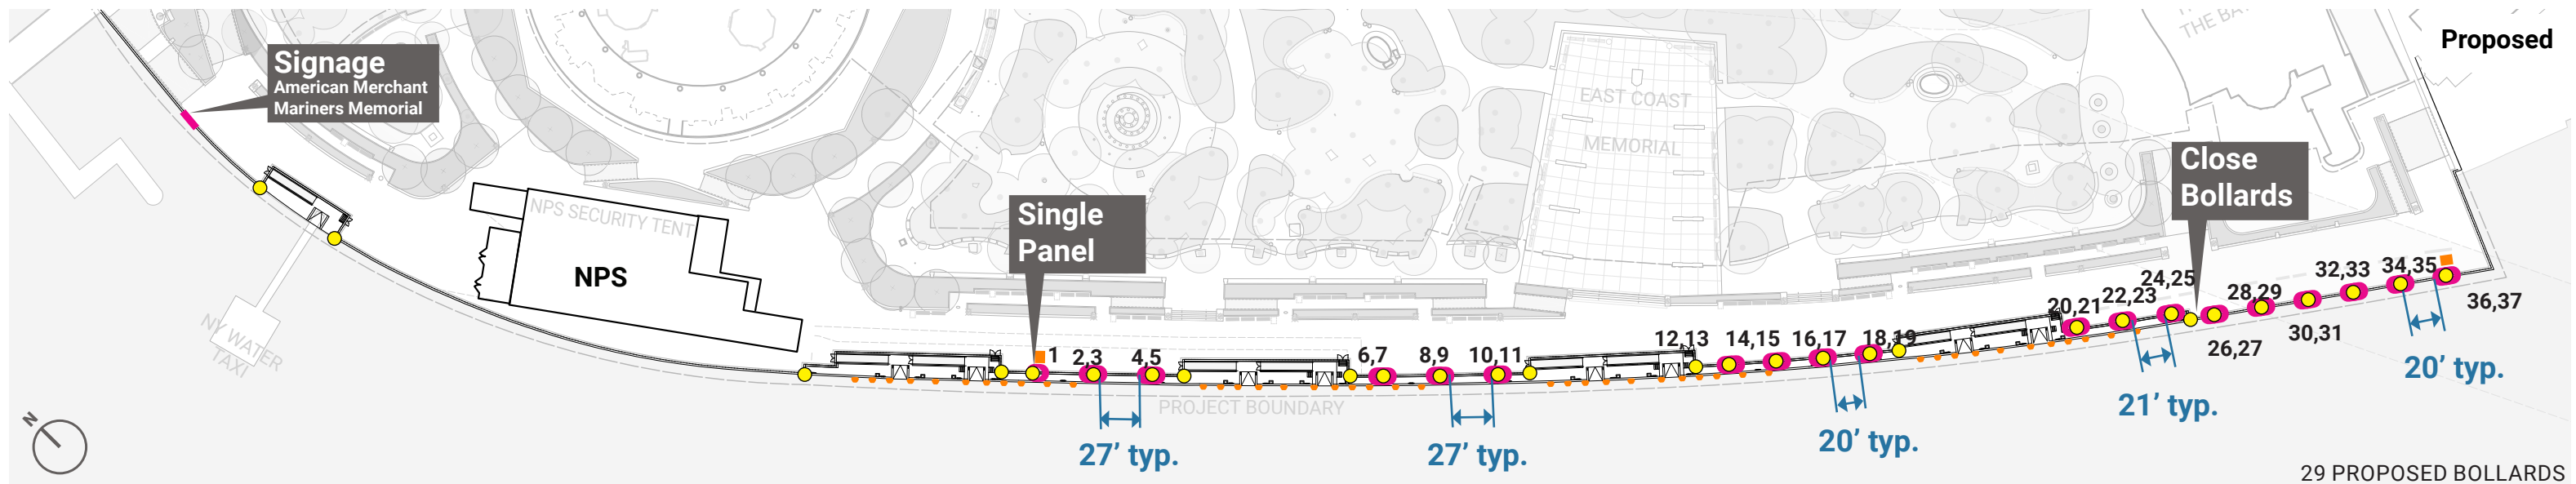 THE BA
Proposed
Signage
American Merchant
Mariners Memorial
EAST COAST
MEMORIAL
Close
Bollards
NPS SECURITY TENT
Single
Panel
NPS
NY WATER
TAXI
1
2,3
4,5
6,7
8,9
10,11
12,13
14,15
16,17
18,19
20,21
22,23
24,25
26,27
28,29
30,31
32,33
34,35
36,37
PROJECT BOUNDARY
27’ typ.
27’ typ.
20’ typ.
21’ typ.
20’ typ.
N
29 PROPOSED BOLLARDS